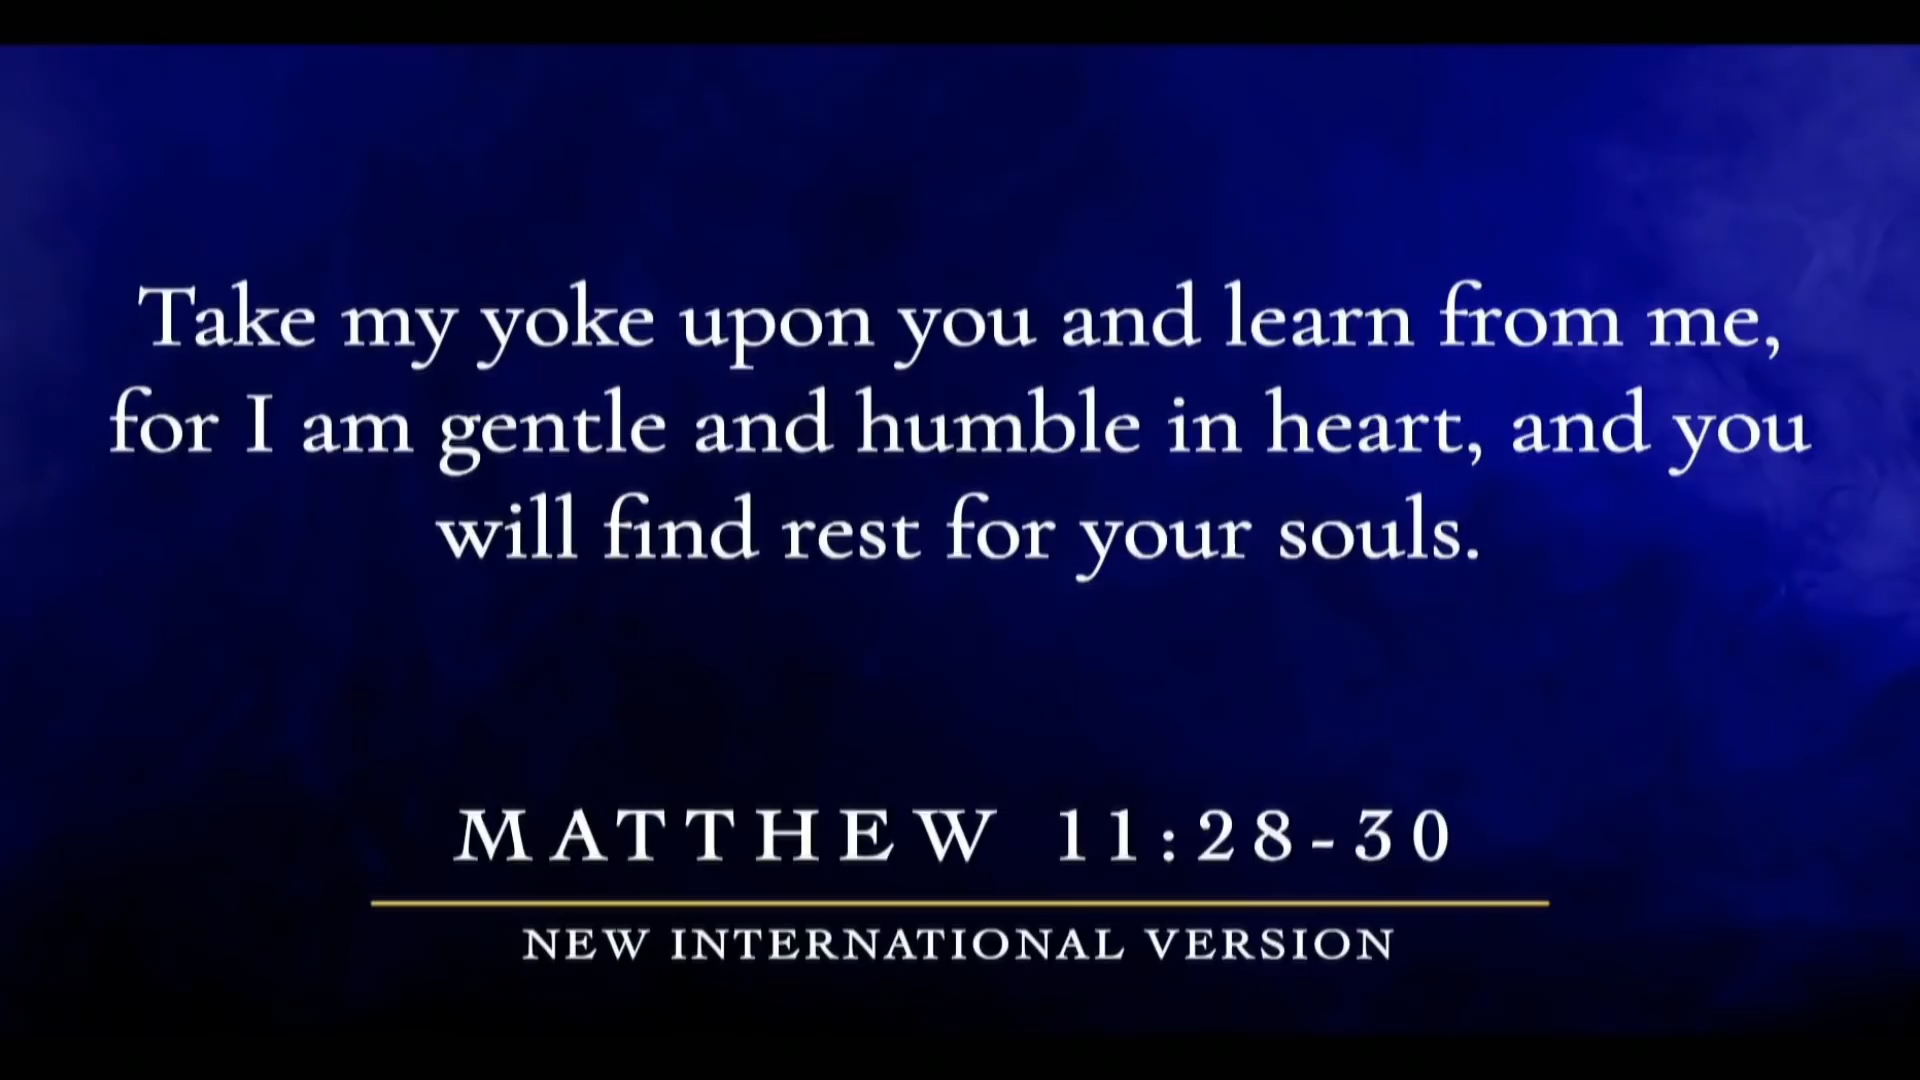 Take my yoke upon you and learn from me,
for I am gentle and humble in heart, and you
will find rest for your souls.
MATTHEW 11:28-30
NEW INTERNATIONAL VERSION